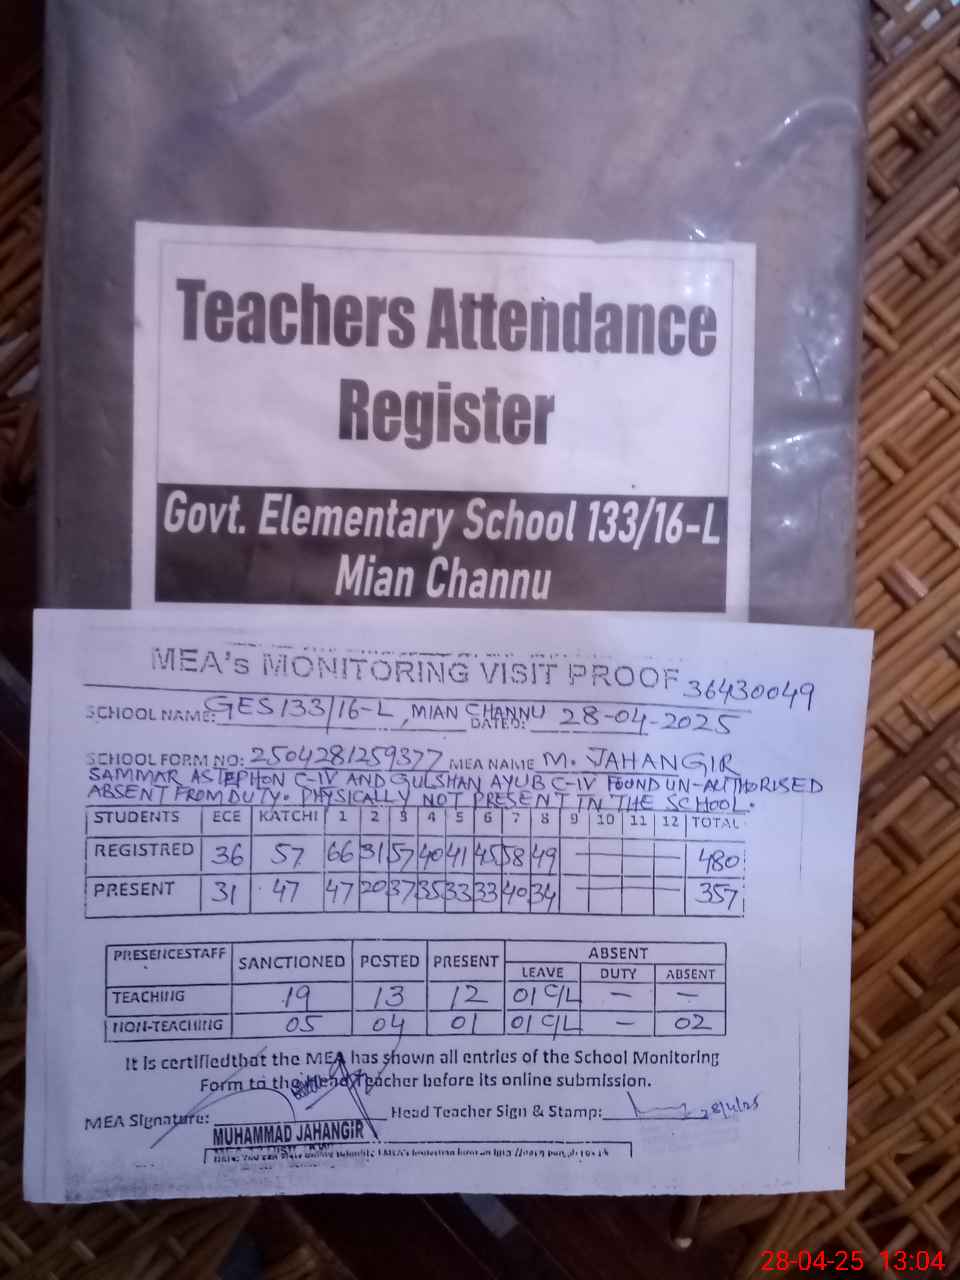 Teachers Attendance
Register
Govt. Elementary School 133/16-L
Mian Channu
MEA's MONITORING VISIT PROOF 36430049
SCHOOL NAME: GES 133/16-L, MIAN CHANNU DATED: 28-04-2025
SCHOOL FORM NO: 2504281259377 MEA NAME M. JAHANGIR
SAMMAR ASTEPHON C-IV AND GULSHAN AYUB C-IV FOUND UN-AUTHORISED
ABSENT FROM DUTY. PHYSICALLY NOT PRESENT IN THE SCHOOL.
STUDENTS ECE KATCHI 1 2 3 4 5 6 7 8 9 10 11 12 TOTAL
REGISTRED 36 57 66 31 57 40 41 45 58 49 480
PRESENT 31 47 47 20 37 35 33 33 40 34 357
PRESENCESTAFF SANCTIONED POSTED PRESENT ABSENT
LEAVE DUTY ABSENT
TEACHING 19 13 12 01 C/L — —
NON-TEACHING 05 04 01 01 C/L — 02
It is certifiedthat the MEA has shown all entries of the School Monitoring
Form to the Head Teacher before its online submission.
MEA Signature: Head Teacher Sign & Stamp: 28/4/25
MUHAMMAD JAHANGIR
28-04-25 13:04